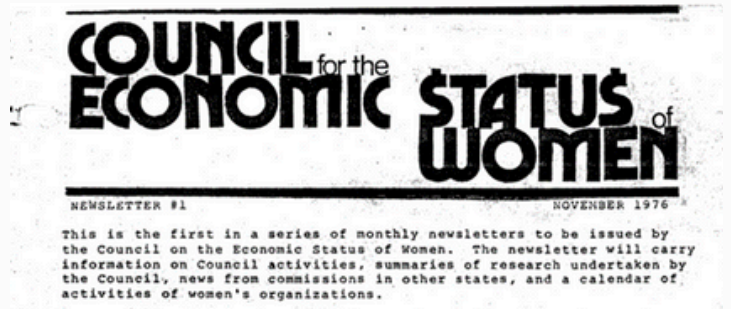 COUNCIL for the
ECONOMIC $TATU$ of
WOMEN
NEWSLETTER #1 NOVEMBER 1976
This is the first in a series of monthly newsletters to be issued by
the Council on the Economic Status of Women. The newsletter will carry
information on Council activities, summaries of research undertaken by
the Council, news from commissions in other states, and a calendar of
activities of women's organizations.